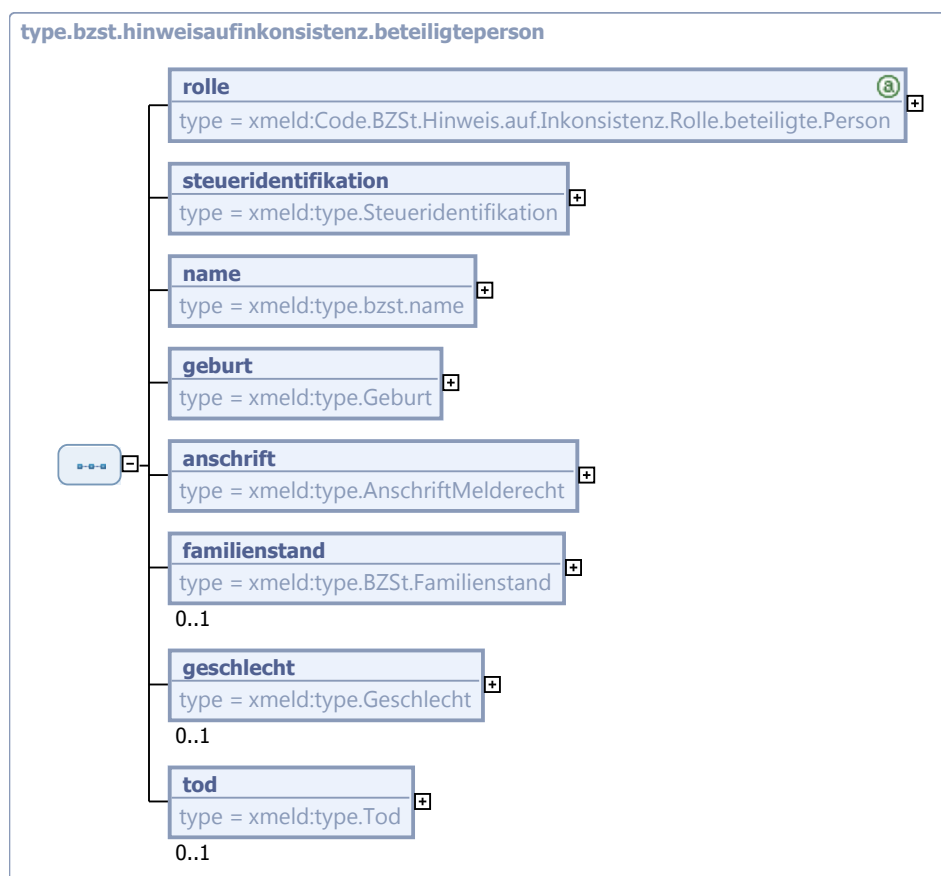 type.bzst.hinweisaufinkonsistenz.beteiligteperson
rolle
type = xmeld:Code.BZSt.Hinweis.auf.Inkonsistenz.Rolle.beteiligte.Person
steueridentifikation
type = xmeld:type.Steueridentifikation
name
type = xmeld:type.bzst.name
geburt
type = xmeld:type.Geburt
anschrift
type = xmeld:type.AnschriftMelderecht
familienstand
type = xmeld:type.BZSt.Familienstand
0..1
geschlecht
type = xmeld:type.Geschlecht
0..1
tod
type = xmeld:type.Tod
0..1